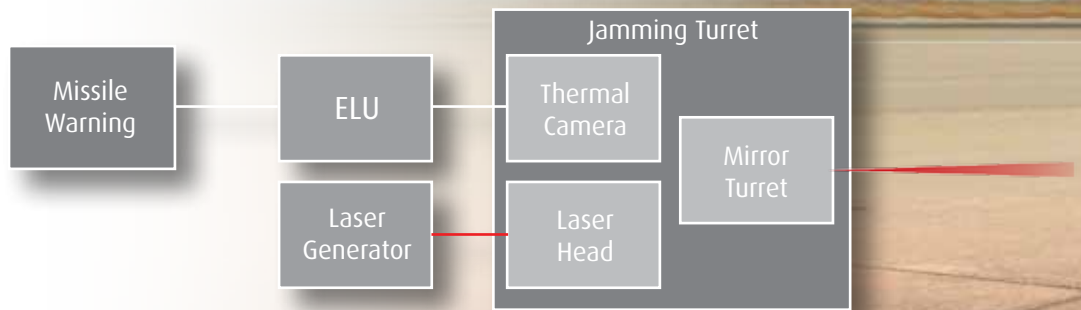 Jamming Turret
Missile
Warning
ELU
Thermal
Camera
Mirror
Turret
Laser
Generator
Laser
Head